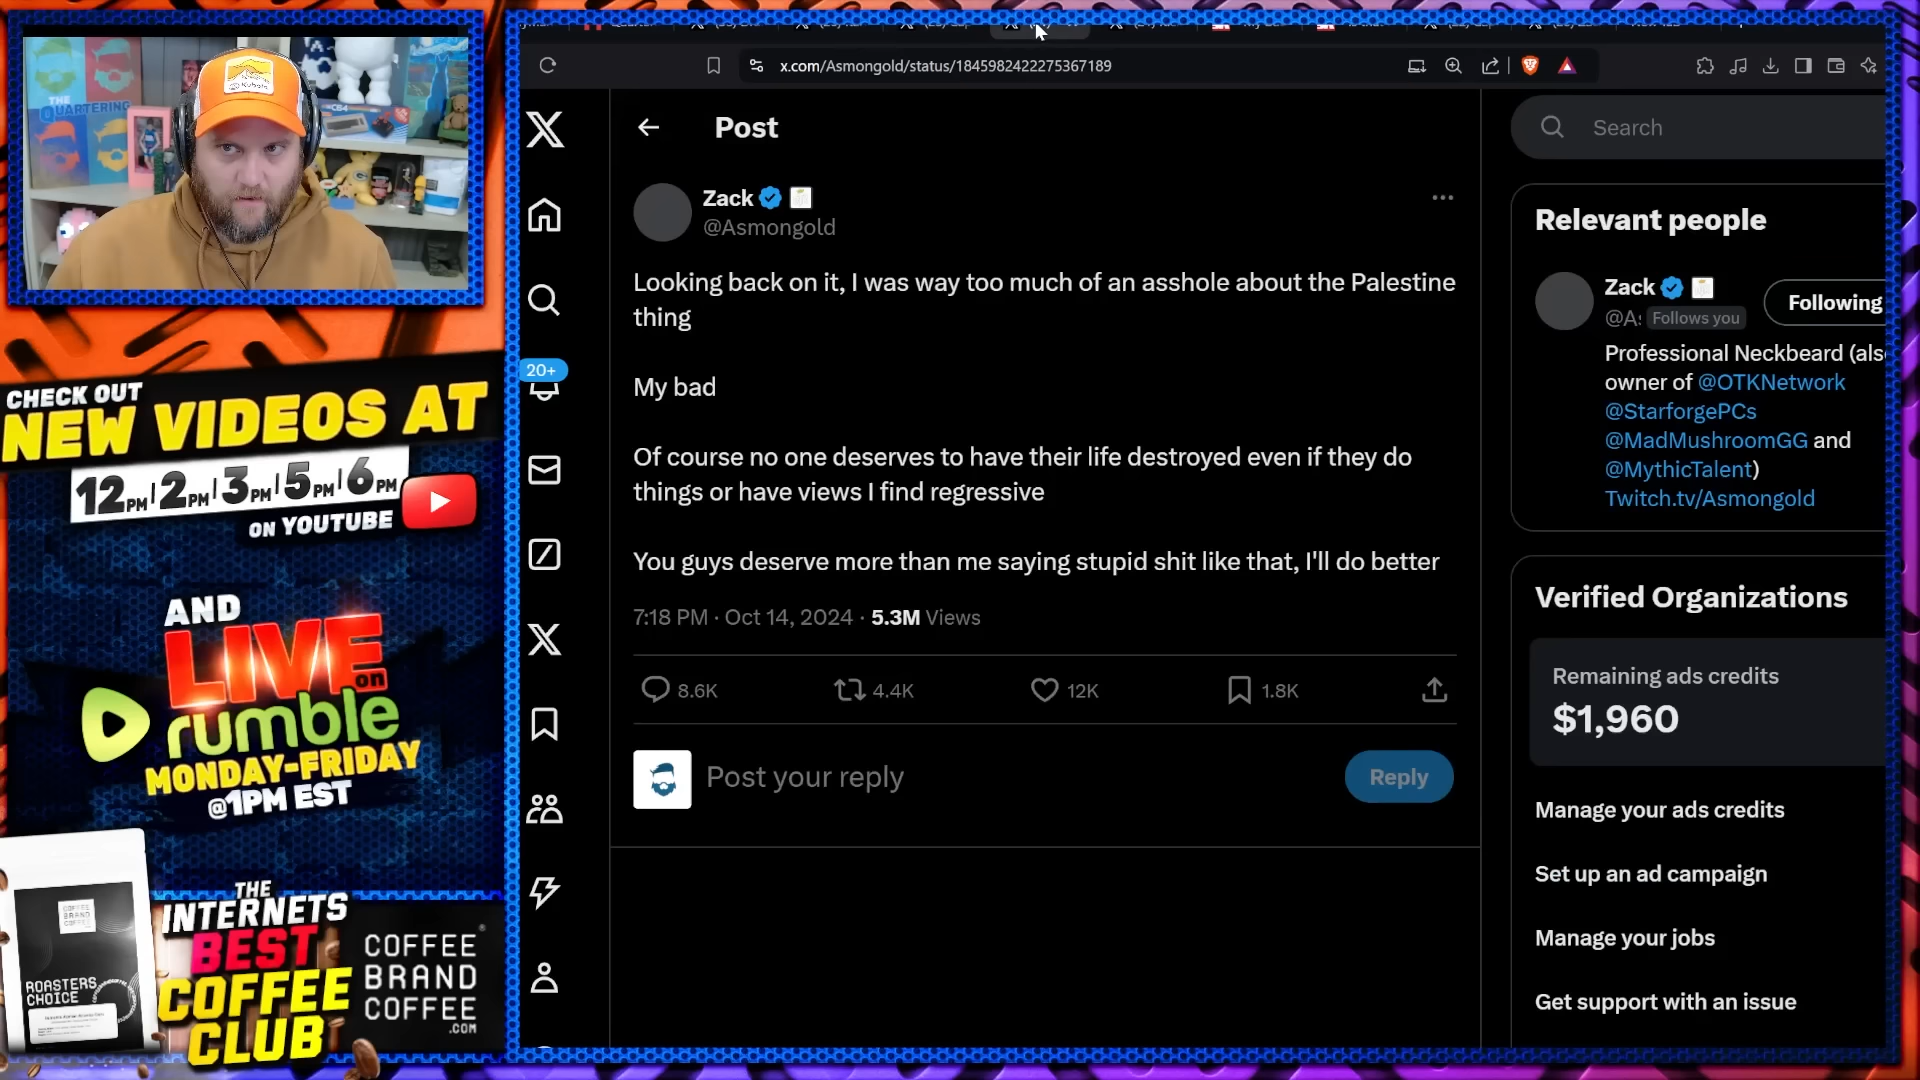 x.com/Asmongold/status/1845982422275367189
THE
QUARTERING
Kubota
C64
CHECK OUT
NEW VIDEOS AT
12PM | 2PM | 3PM | 5PM | 6PM
ON YOUTUBE
AND
LIVE on
rumble
MONDAY-FRIDAY
@1PM EST
COFFEE
BRAND
COFFEE
ROASTERS
CHOICE
THE
INTERNETS
BEST
COFFEE
CLUB
COFFEE®
BRAND
COFFEE
.COM
20+
Post
Zack
@Asmongold
Looking back on it, I was way too much of an asshole about the Palestine
thing
My bad
Of course no one deserves to have their life destroyed even if they do
things or have views I find regressive
You guys deserve more than me saying stupid shit like that, I'll do better
7:18 PM · Oct 14, 2024 · 5.3M Views
8.6K 4.4K 12K 1.8K
Post your reply
Reply
Search
Relevant people
Zack
@A Follows you
Following
Professional Neckbeard (als
owner of @OTKNetwork
@StarforgePCs
@MadMushroomGG and
@MythicTalent)
Twitch.tv/Asmongold
Verified Organizations
Remaining ads credits
$1,960
Manage your ads credits
Set up an ad campaign
Manage your jobs
Get support with an issue